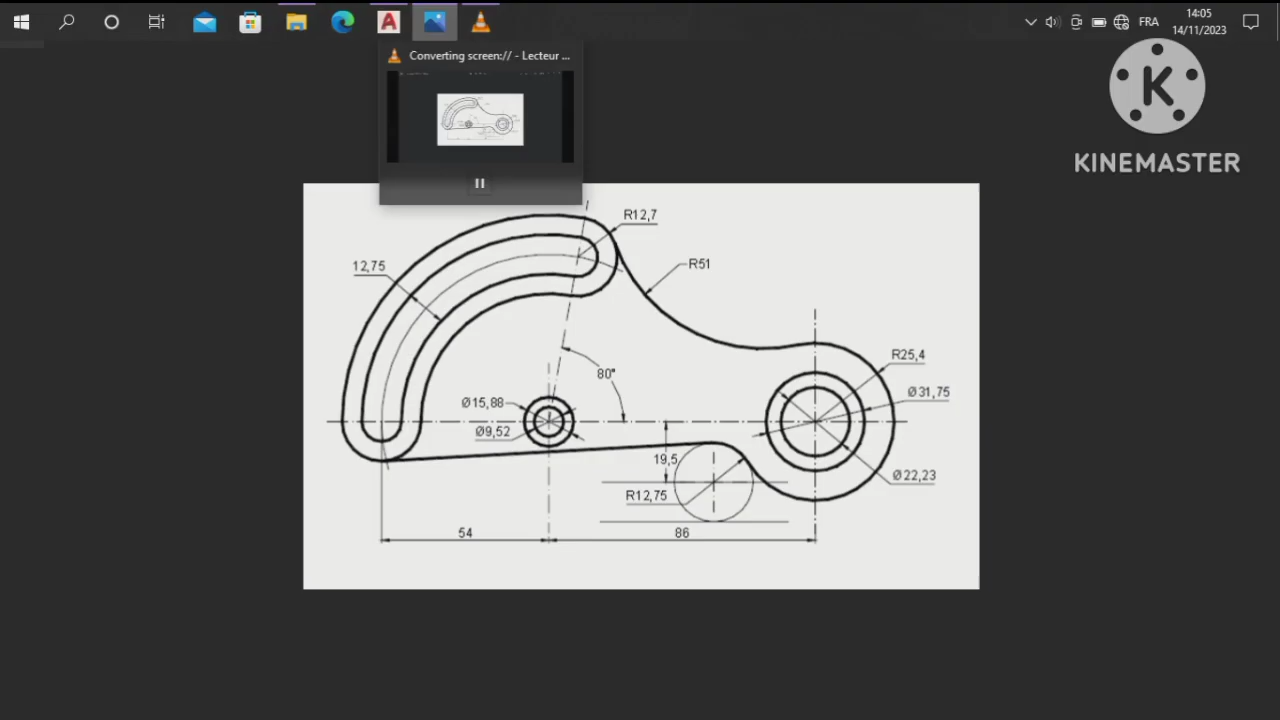 FRA
14:05
14/11/2023
Converting screen:// - Lecteur ...
K
KINEMASTER
R12,7
12,75
R51
80°
R25,4
Ø31,75
Ø15,88
Ø9,52
19,5
R12,75
Ø22,23
54
86